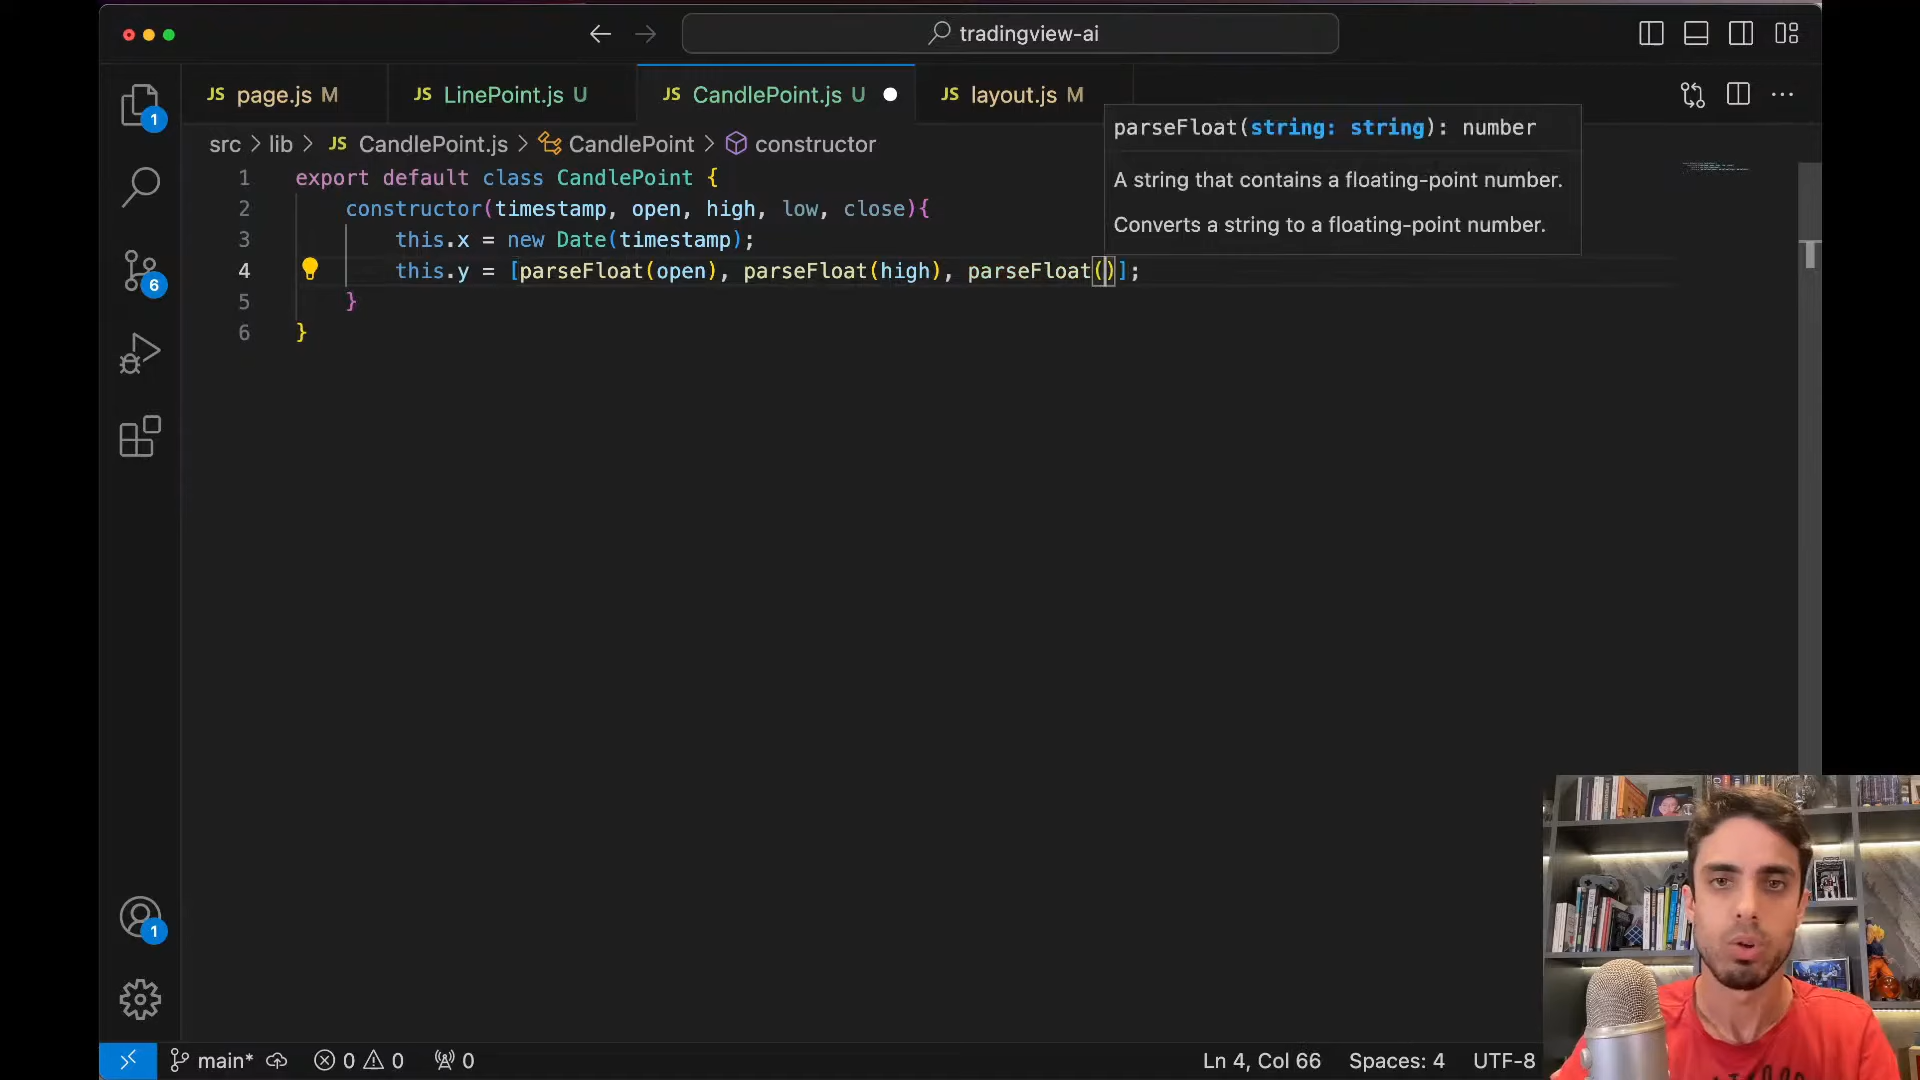 tradingview-ai
JS page.js M
JS LinePoint.js U
JS CandlePoint.js U
JS layout.js M
src > lib > JS CandlePoint.js > CandlePoint > constructor
parseFloat(string: string): number
A string that contains a floating-point number.
Converts a string to a floating-point number.
1 export default class CandlePoint {
2 constructor(timestamp, open, high, low, close){
3 this.x = new Date(timestamp);
4 this.y = [parseFloat(open), parseFloat(high), parseFloat()];
5 }
6 }
1
6
1
main* 0 0 0
Ln 4, Col 66 Spaces: 4 UTF-8